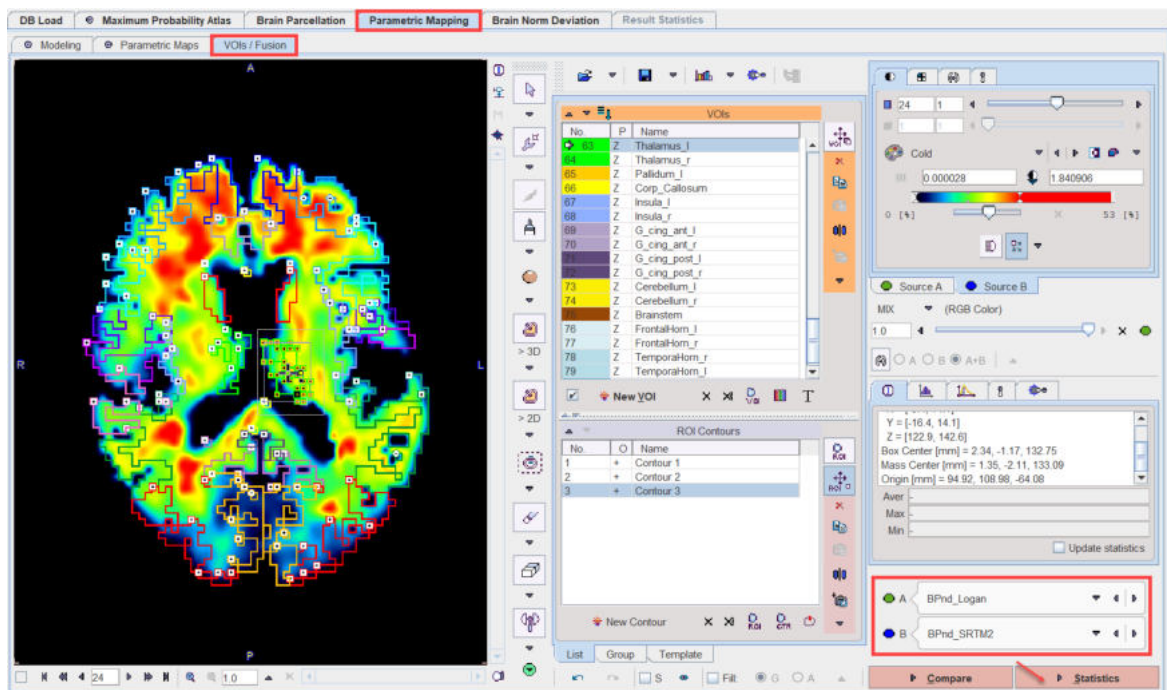 DB Load Maximum Probability Atlas Brain Parcellation Parametric Mapping Brain Norm Deviation Result Statistics
Modeling Parametric Maps VOIs / Fusion
A
R
L
P
24 1.0
> 3D
> 2D
VOIs
No. P Name
63 Z Thalamus_l
64 Z Thalamus_r
65 Z Pallidum_l
66 Z Corp_Callosum
67 Z Insula_l
68 Z Insula_r
69 Z G_cing_ant_l
70 Z G_cing_ant_r
71 Z G_cing_post_l
72 Z G_cing_post_r
73 Z Cerebellum_l
74 Z Cerebellum_r
75 Z Brainstem
76 Z FrontalHorn_l
77 Z FrontalHorn_r
78 Z TemporaHorn_r
79 Z TemporaHorn_l
New VOI
ROI Contours
No. O Name
1 + Contour 1
2 + Contour 2
3 + Contour 3
New Contour
List Group Template
S Filt G O A
24 1
1 1
Cold
0.000028 1.840906
0 [%] 53 [%]
Source A Source B
MIX (RGB Color)
1.0
A B A+B
Y = [-16.4, 14.1]
Z = [122.9, 142.6]
Box Center [mm] = 2.34, -1.17, 132.75
Mass Center [mm] = 1.35, -2.11, 133.09
Origin [mm] = 94.92, 108.98, -64.08
Aver -
Max -
Min -
Update statistics
A BPnd_Logan
B BPnd_SRTM2
Compare Statistics